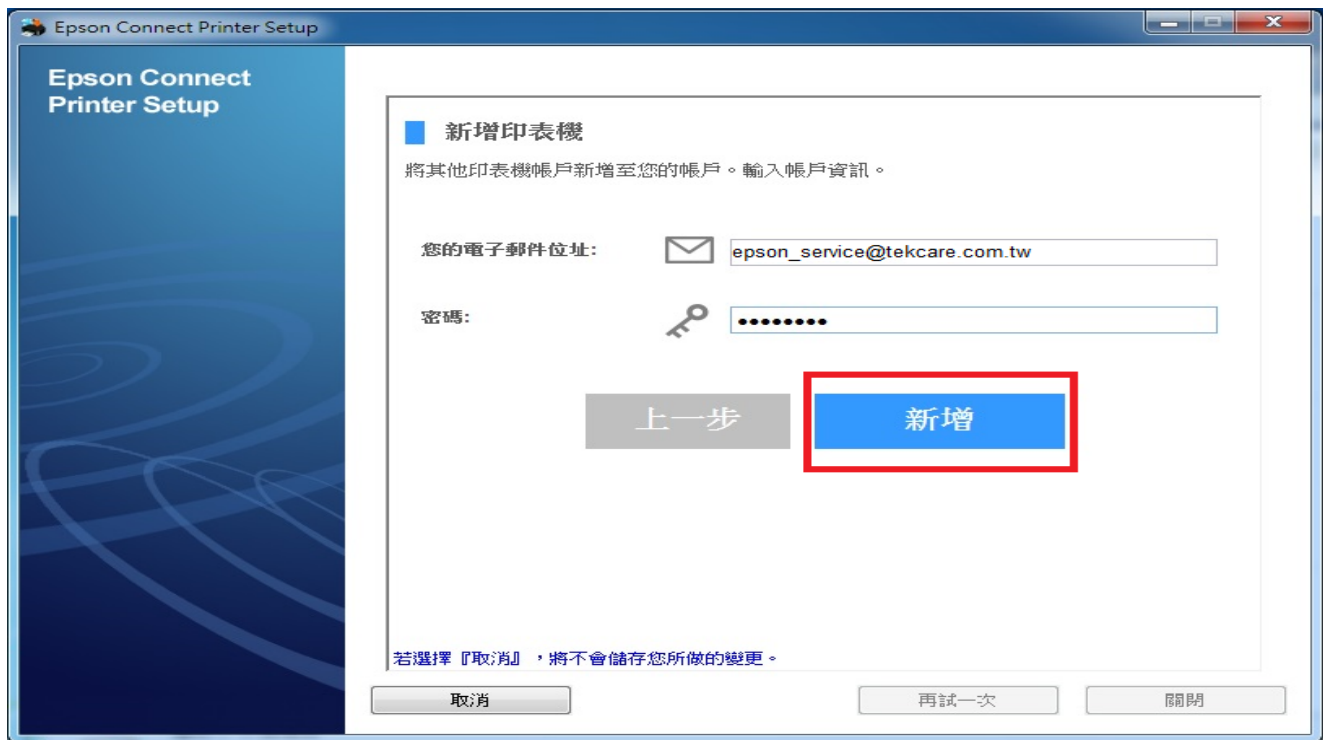 Epson Connect Printer Setup
Epson Connect
Printer Setup
新增印表機
將其他印表機帳戶新增至您的帳戶。輸入帳戶資訊。
您的電子郵件位址:
epson_service@tekcare.com.tw
密碼:
••••••••
上一步
新增
若選擇『取消』，將不會儲存您所做的變更。
取消
再試一次
關閉